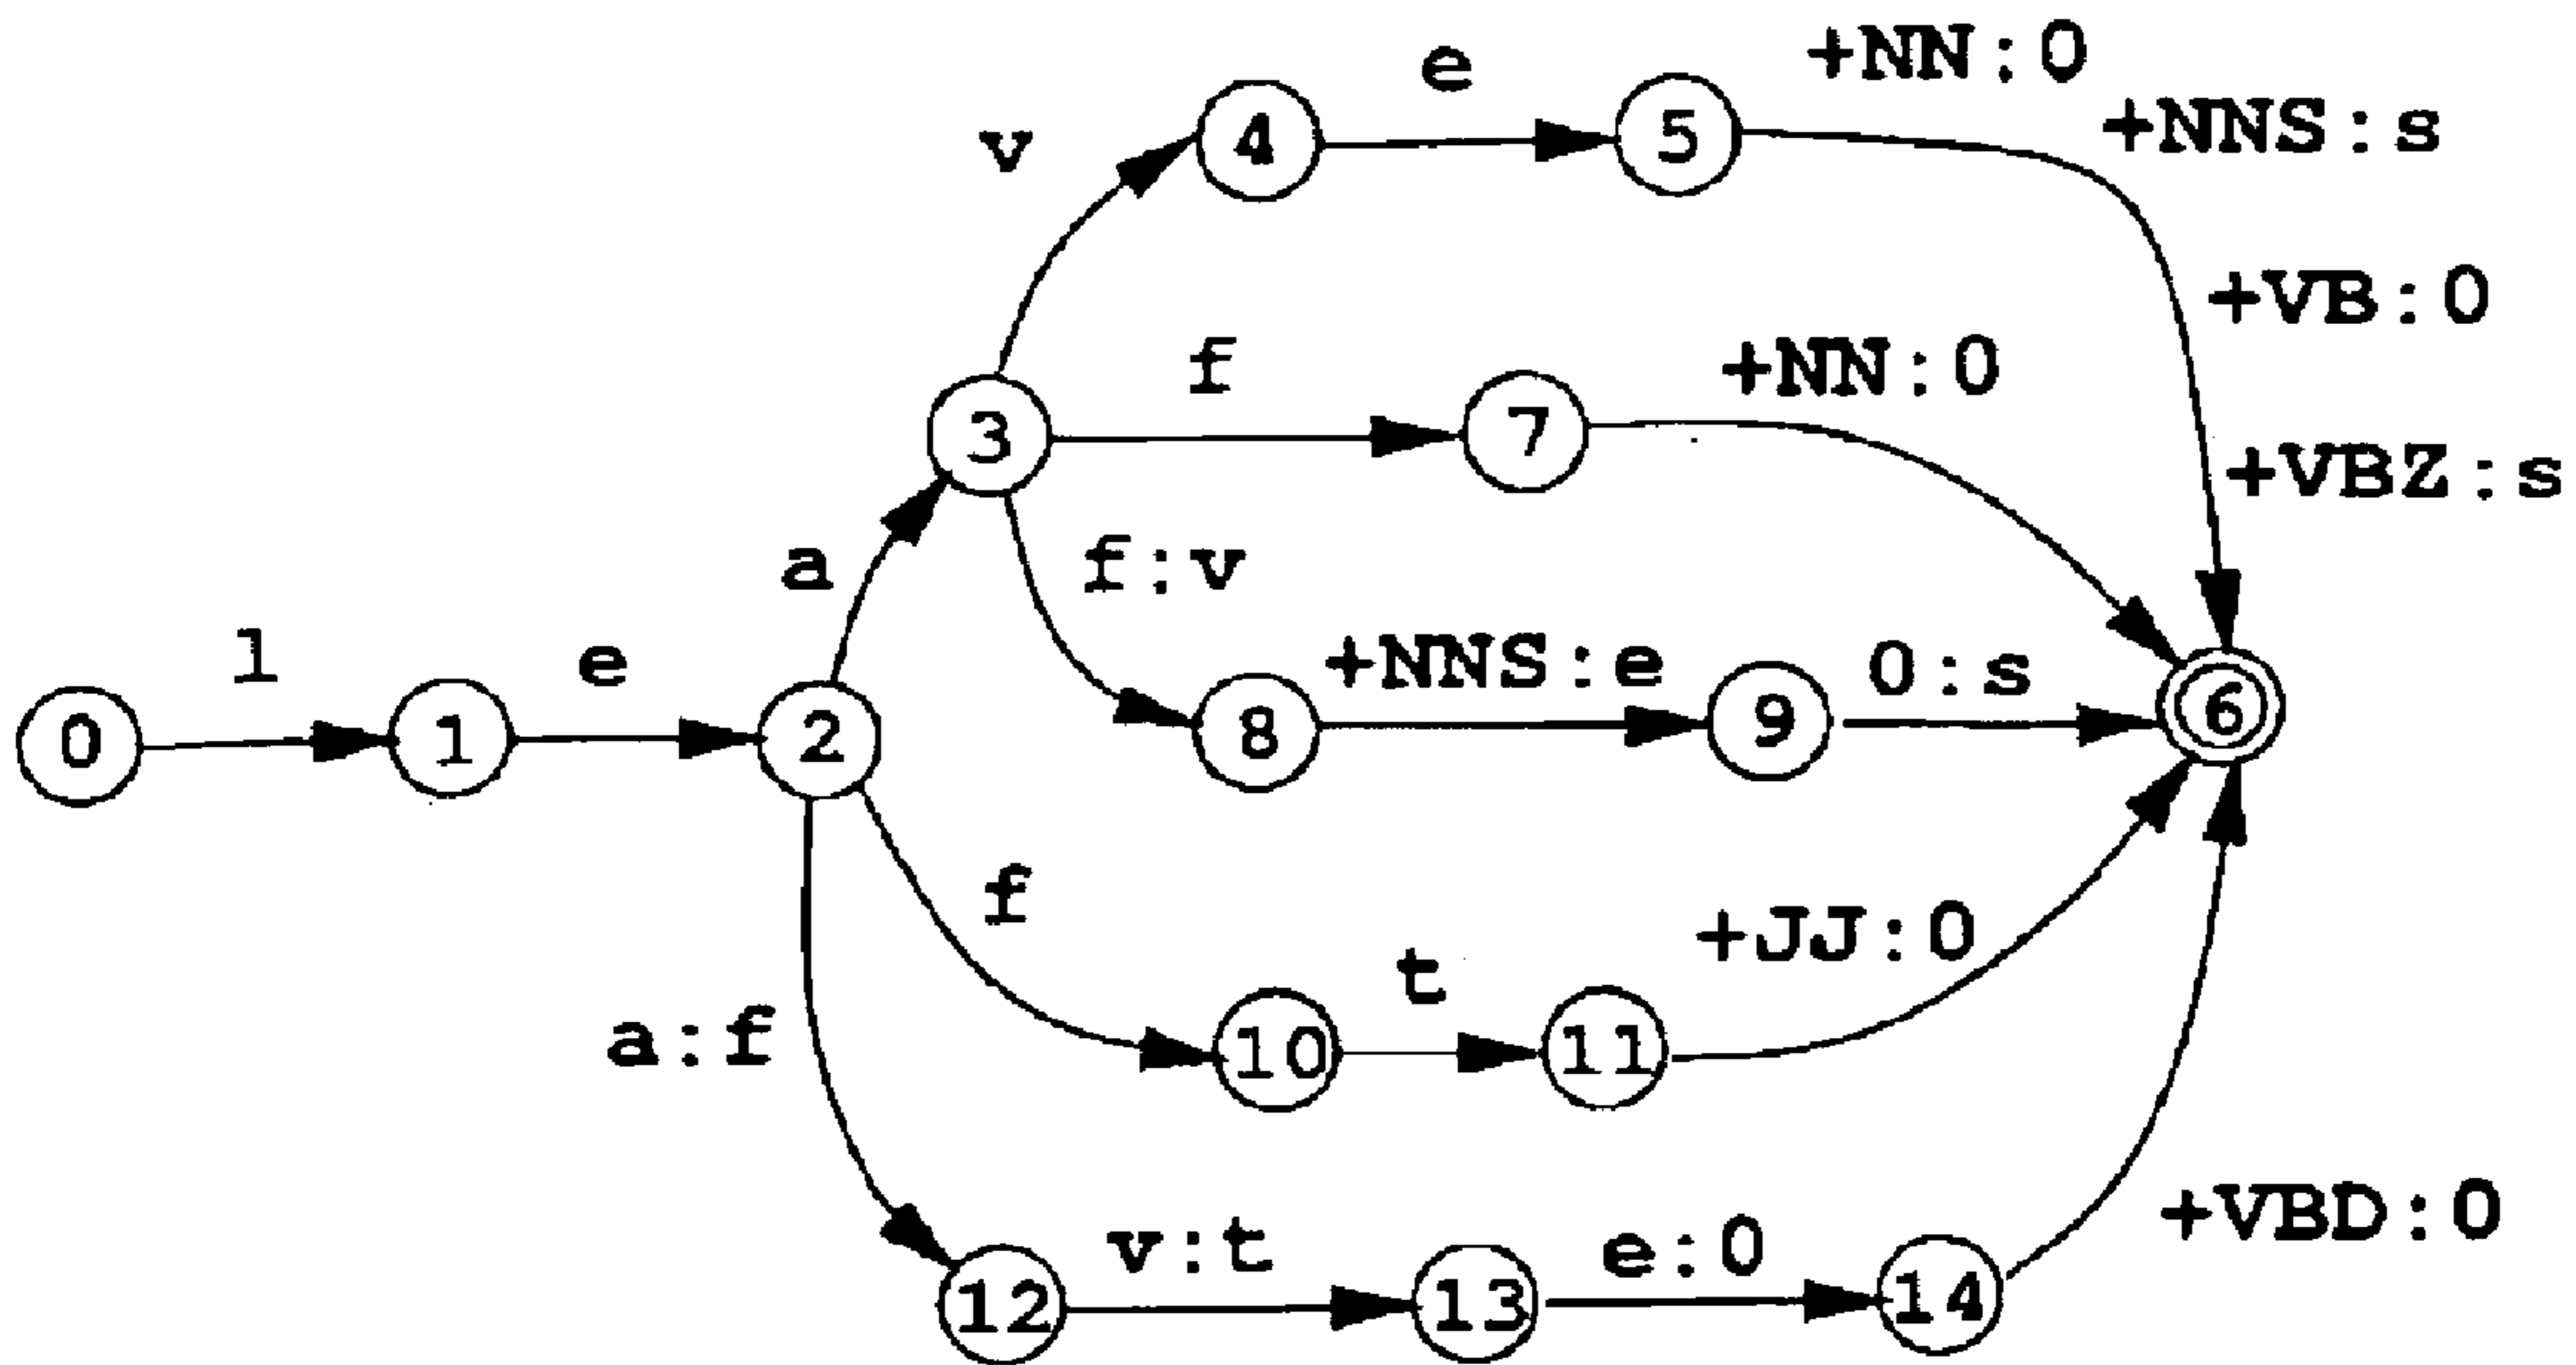 +NN:0
e
+NNS:s
v
4
5
+VB:0
f
+NN:0
3
7
+VBZ:s
a
f:v
l
e
+NNS:e
0:s
0
1
2
8
9
6
f
+JJ:0
t
a:f
10
11
+VBD:0
v:t
e:0
12
13
14